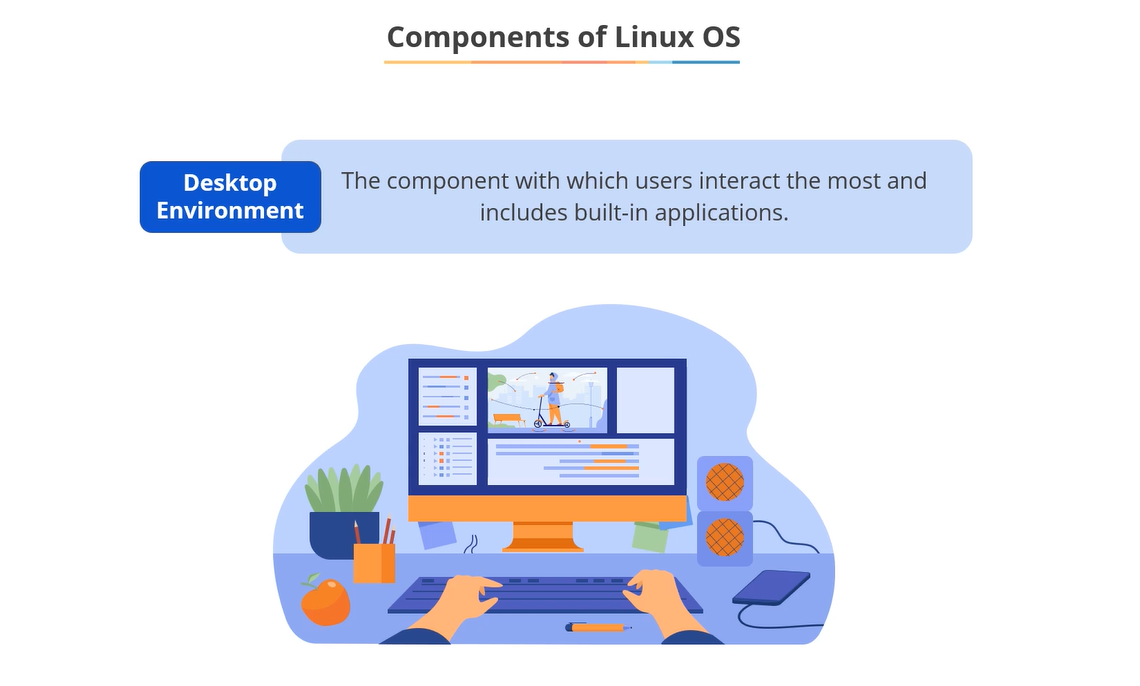 Components of Linux OS
Desktop
Environment
The component with which users interact the most and
includes built-in applications.